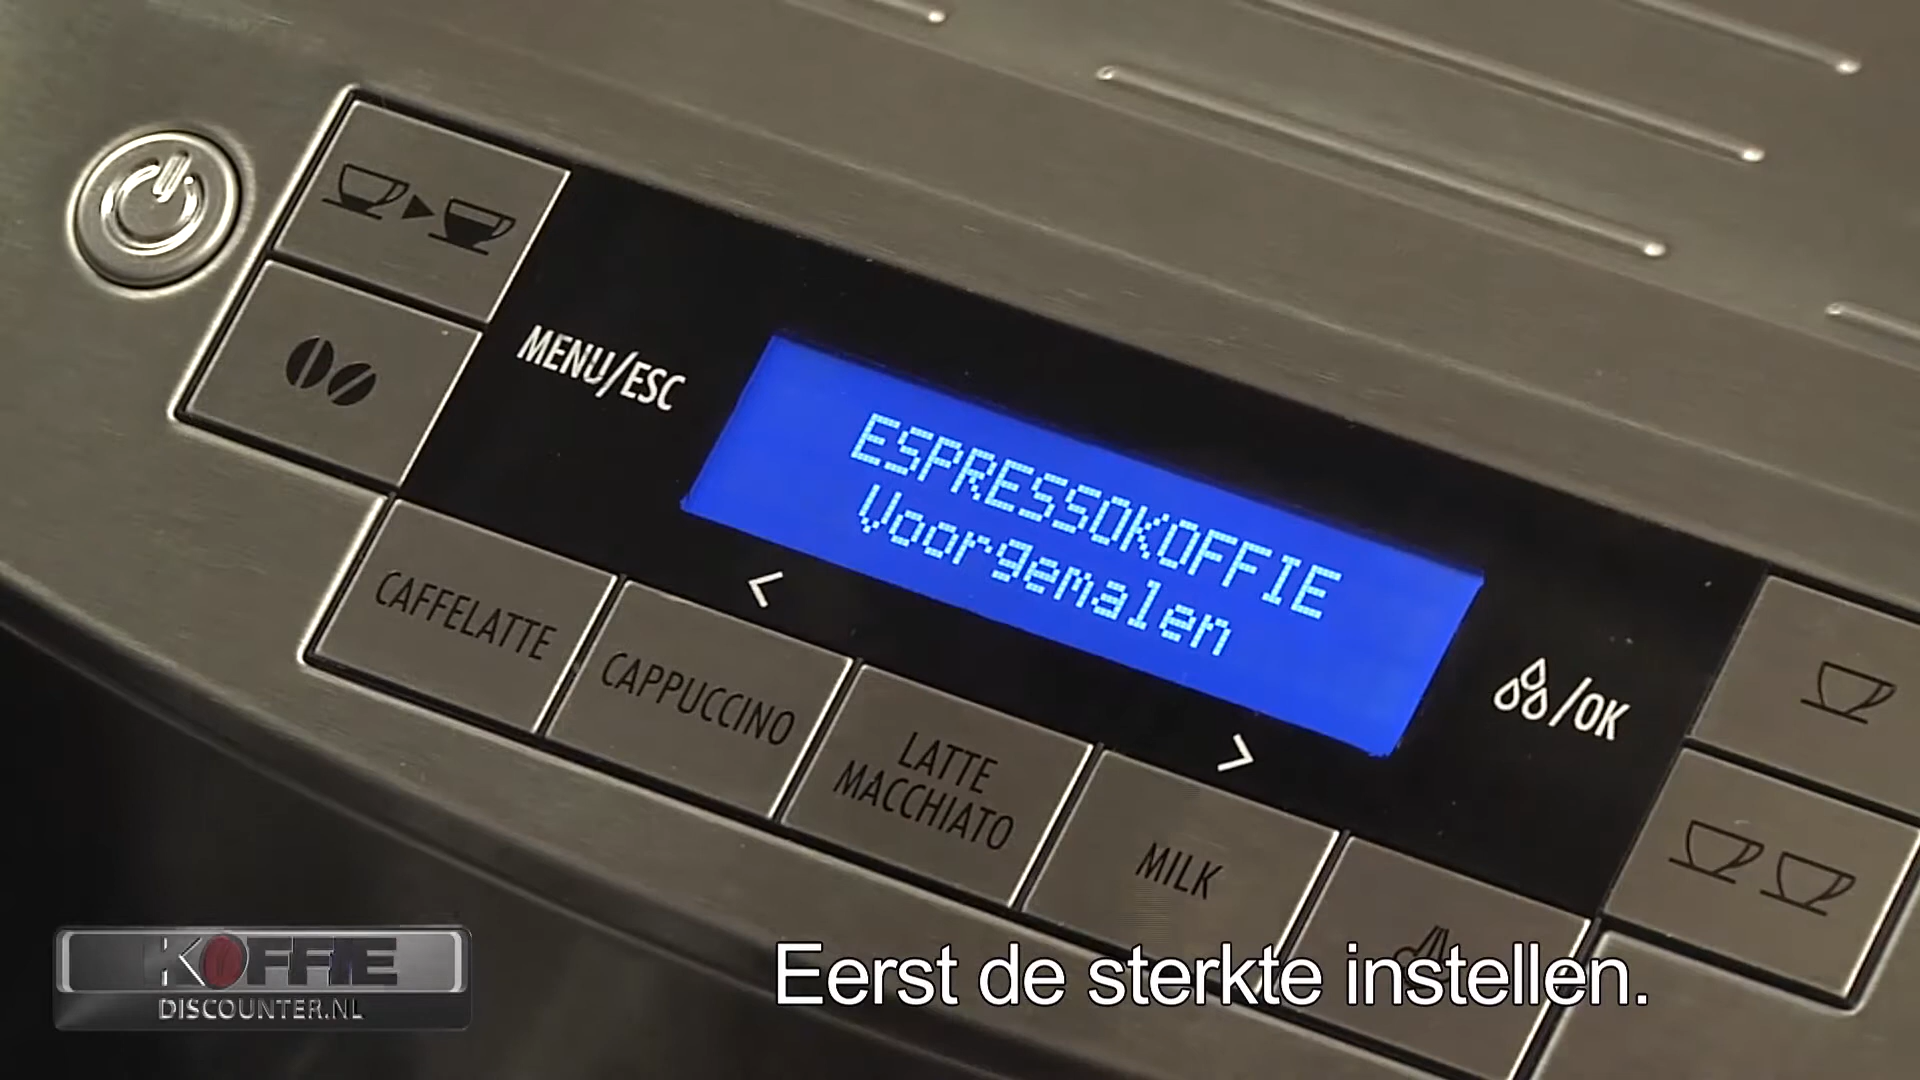 MENU/ESC
ESPRESSOKOFFIE
Voorgemalen
<
>
/OK
CAFFELATTE
CAPPUCCINO
LATTE
MACCHIATO
MILK
KOFFIE
DISCOUNTER.NL
Eerst de sterkte instellen.